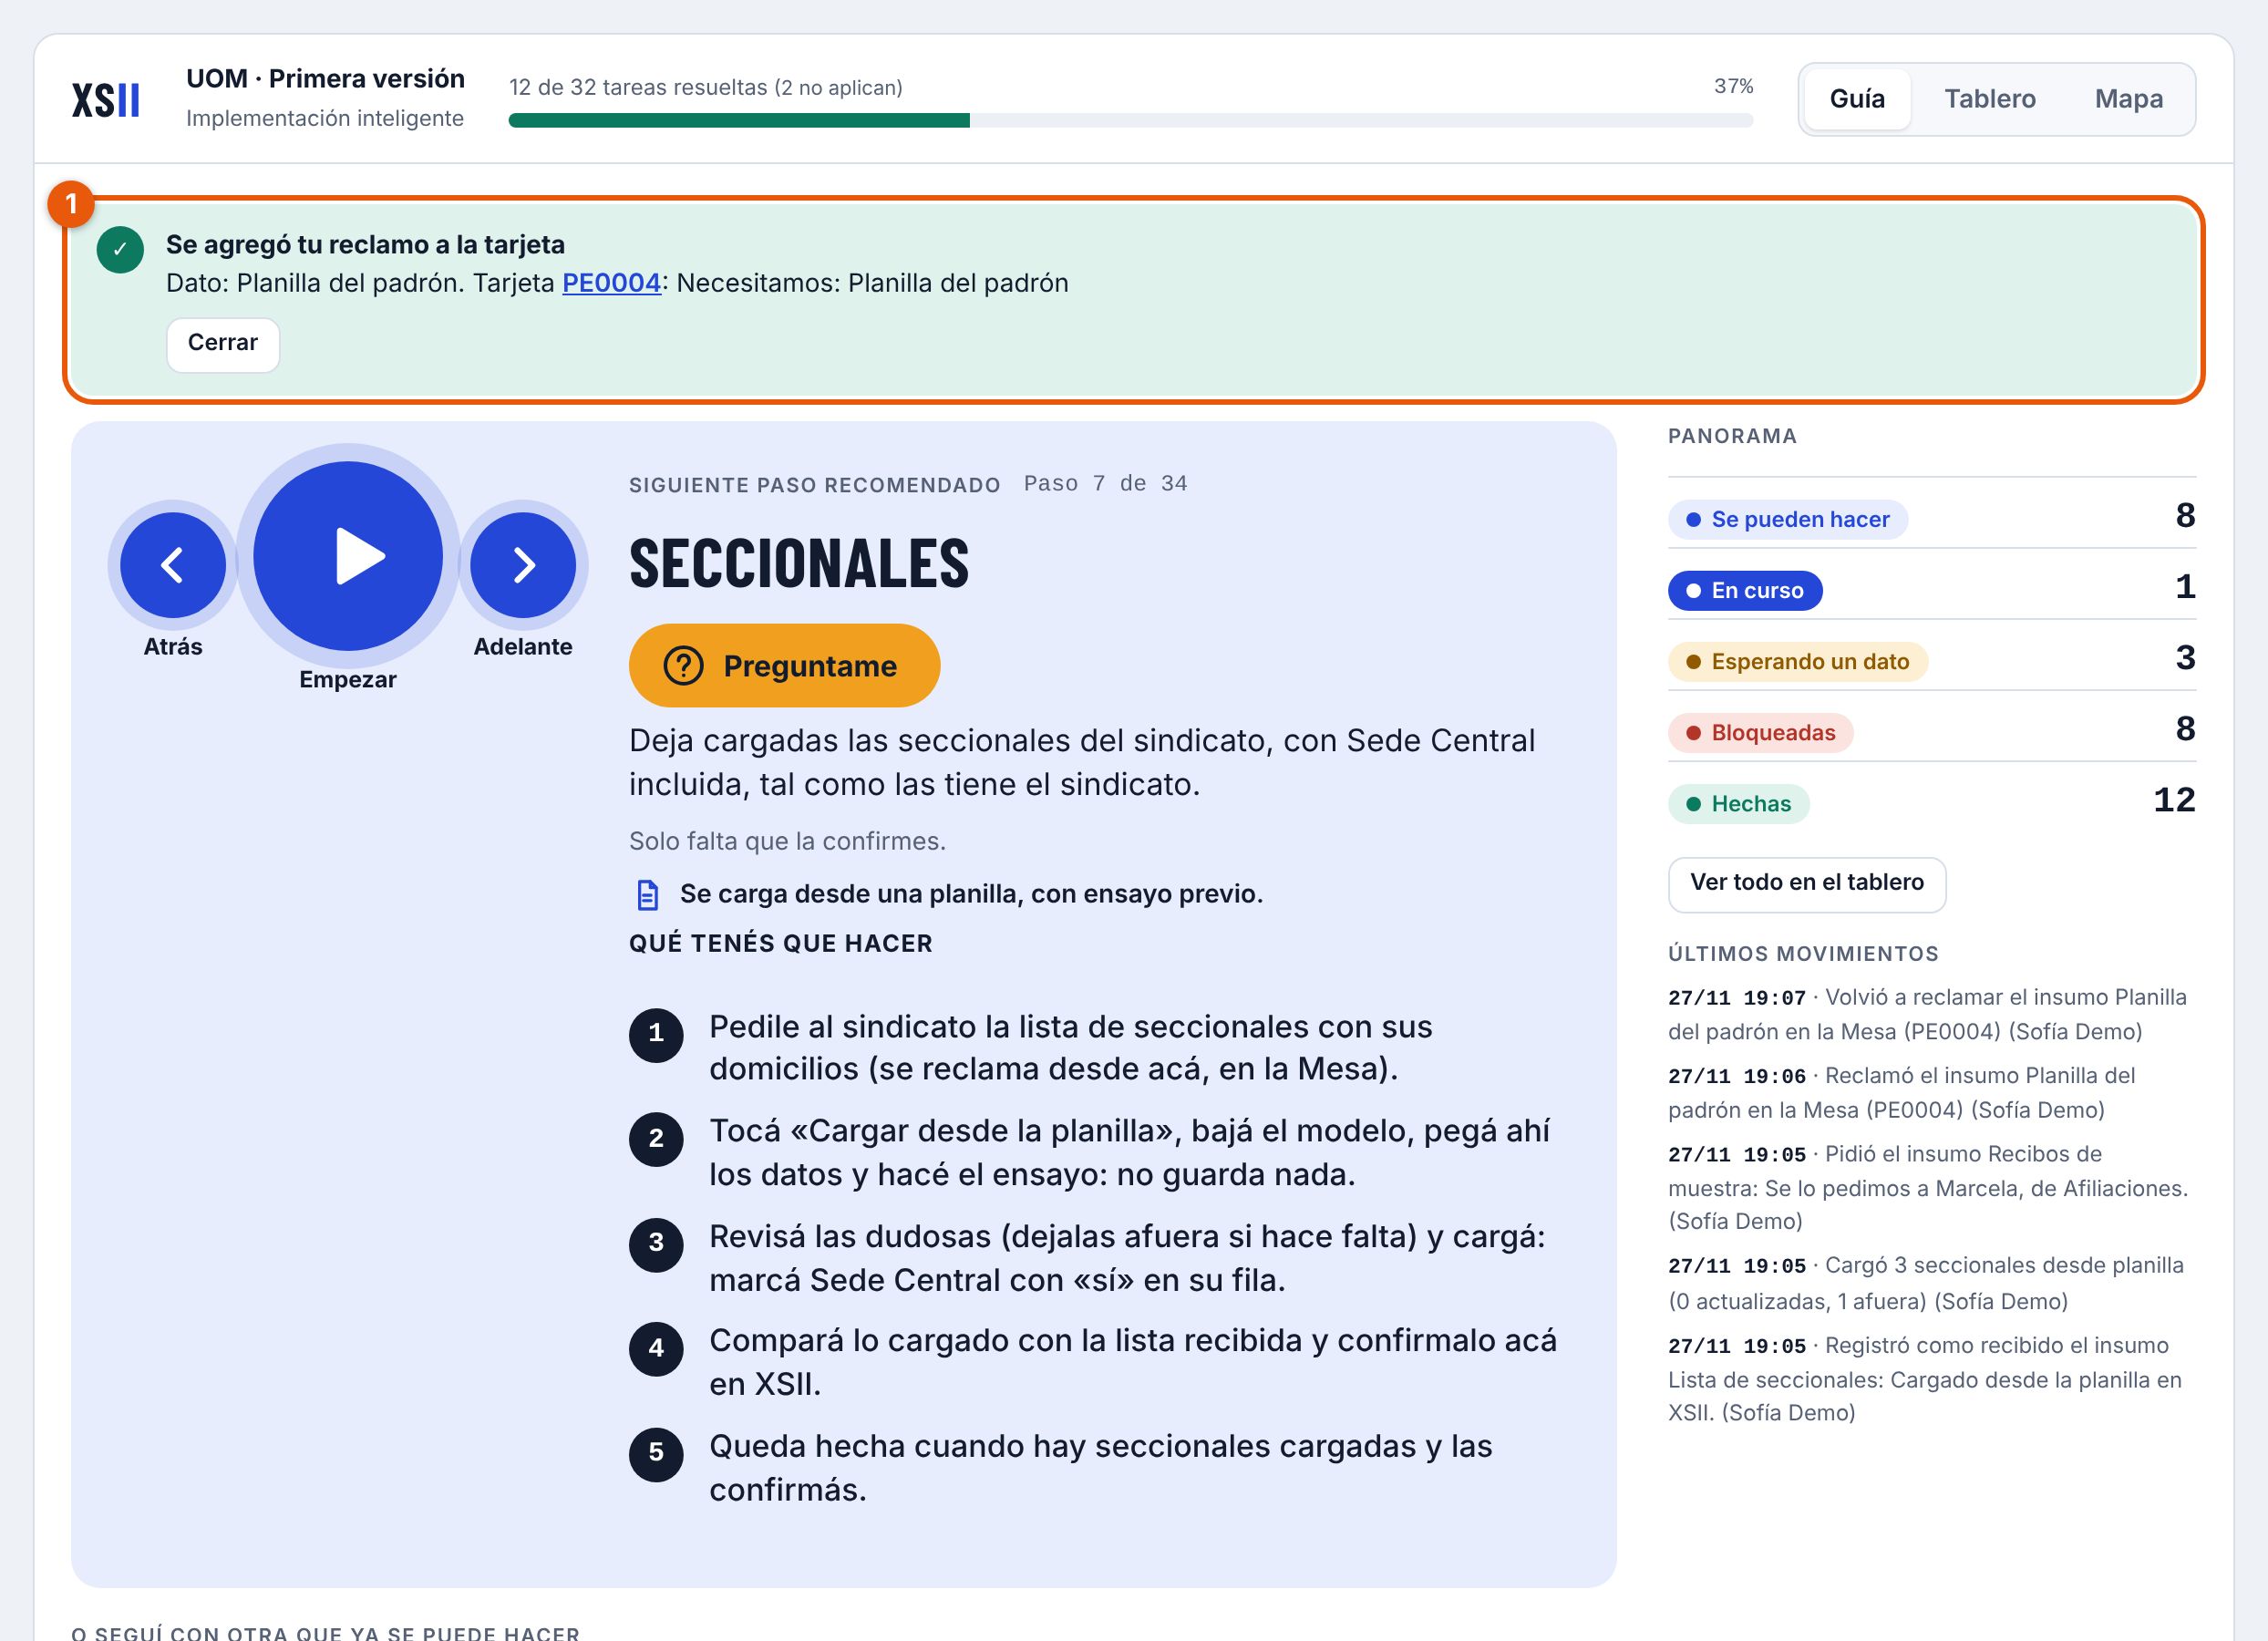 XSII
UOM · Primera versión
Implementación inteligente
12 de 32 tareas resueltas (2 no aplican)
37%
Guía
Tablero
Mapa
1
✓
Se agregó tu reclamo a la tarjeta
Dato: Planilla del padrón. Tarjeta PE0004: Necesitamos: Planilla del padrón
Cerrar
Atrás
Empezar
Adelante
SIGUIENTE PASO RECOMENDADO Paso 7 de 34
SECCIONALES
? Preguntame
Deja cargadas las seccionales del sindicato, con Sede Central
incluida, tal como las tiene el sindicato.
Solo falta que la confirmes.
Se carga desde una planilla, con ensayo previo.
QUÉ TENÉS QUE HACER
1 Pedile al sindicato la lista de seccionales con sus
domicilios (se reclama desde acá, en la Mesa).
2 Tocá «Cargar desde la planilla», bajá el modelo, pegá ahí
los datos y hacé el ensayo: no guarda nada.
3 Revisá las dudosas (dejalas afuera si hace falta) y cargá:
marcá Sede Central con «sí» en su fila.
4 Compará lo cargado con la lista recibida y confirmalo acá
en XSII.
5 Queda hecha cuando hay seccionales cargadas y las
confirmás.
PANORAMA
Se pueden hacer 8
En curso 1
Esperando un dato 3
Bloqueadas 8
Hechas 12
Ver todo en el tablero
ÚLTIMOS MOVIMIENTOS
27/11 19:07 · Volvió a reclamar el insumo Planilla
del padrón en la Mesa (PE0004) (Sofía Demo)
27/11 19:06 · Reclamó el insumo Planilla del
padrón en la Mesa (PE0004) (Sofía Demo)
27/11 19:05 · Pidió el insumo Recibos de
muestra: Se lo pedimos a Marcela, de Afiliaciones.
(Sofía Demo)
27/11 19:05 · Cargó 3 seccionales desde planilla
(0 actualizadas, 1 afuera) (Sofía Demo)
27/11 19:05 · Registró como recibido el insumo
Lista de seccionales: Cargado desde la planilla en
XSII. (Sofía Demo)
O SEGUÍ CON OTRA QUE YA SE PUEDE HACER